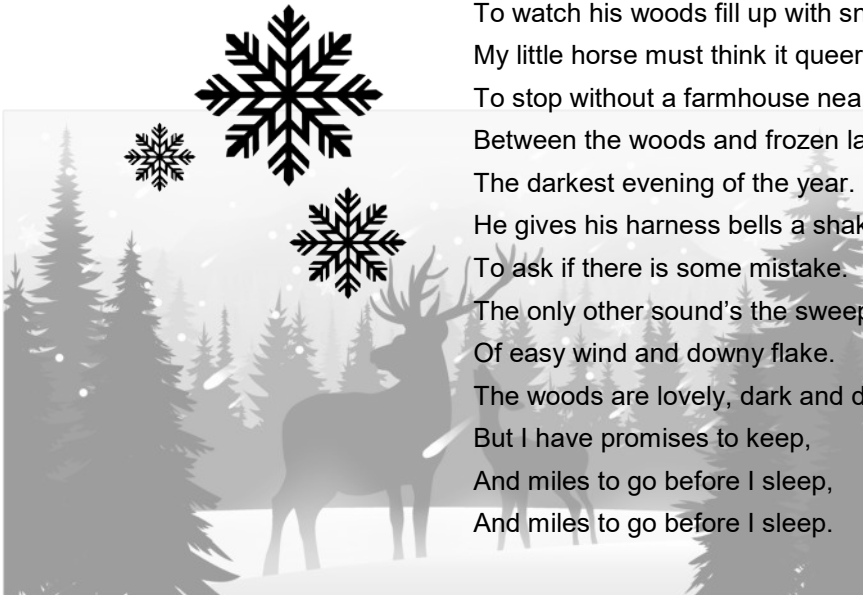 To watch his woods fill up with
My little horse must think it queer
To stop without a farmhouse
Between the woods and frozen
The darkest evening of the year.
He gives his harness bells a
To ask if there is some mistake.
The only other sound’s the
Of easy wind and downy flake.
The woods are lovely, dark and
But I have promises to keep,
And miles to go before I sleep,
And miles to go before I sleep.